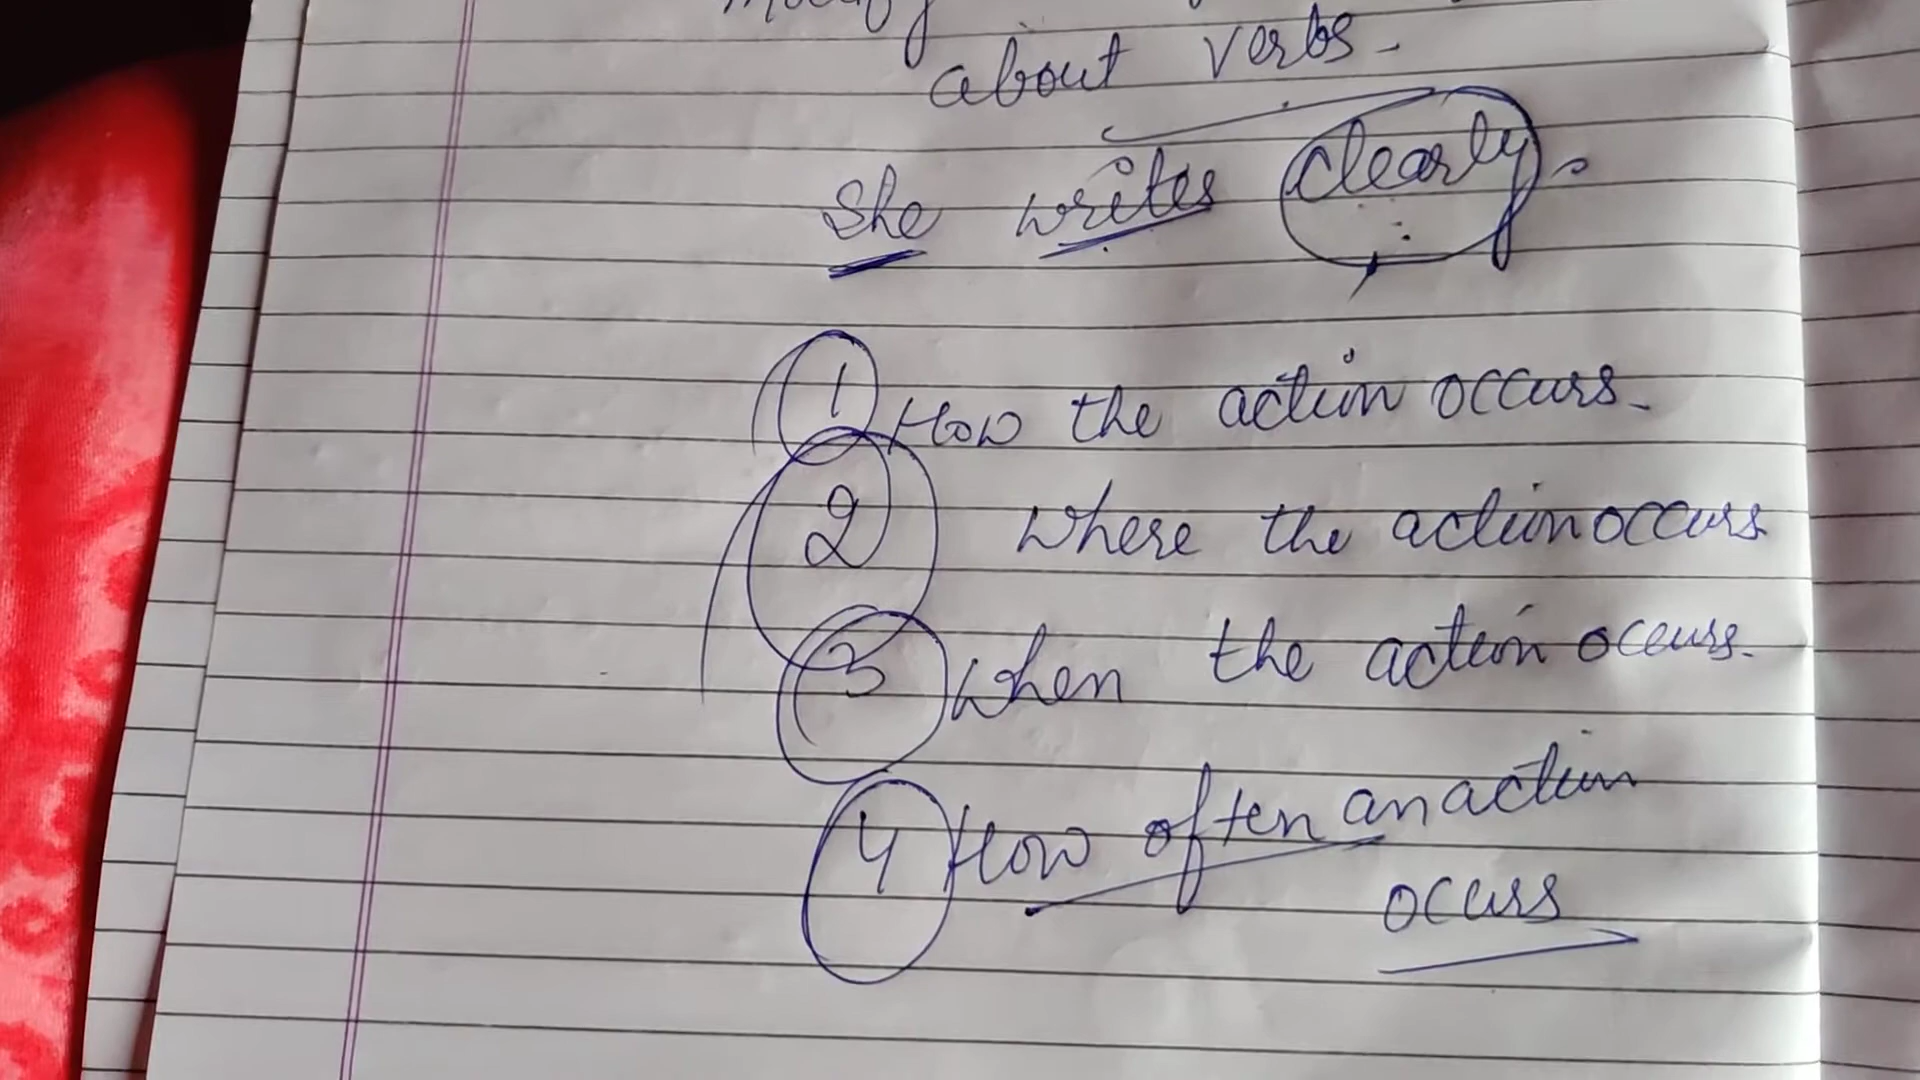 about verbs.
She writes clearly.
1 How the action occurs.
2 Where the action occurs
3 When the action occurs.
4 How often an action
occurs